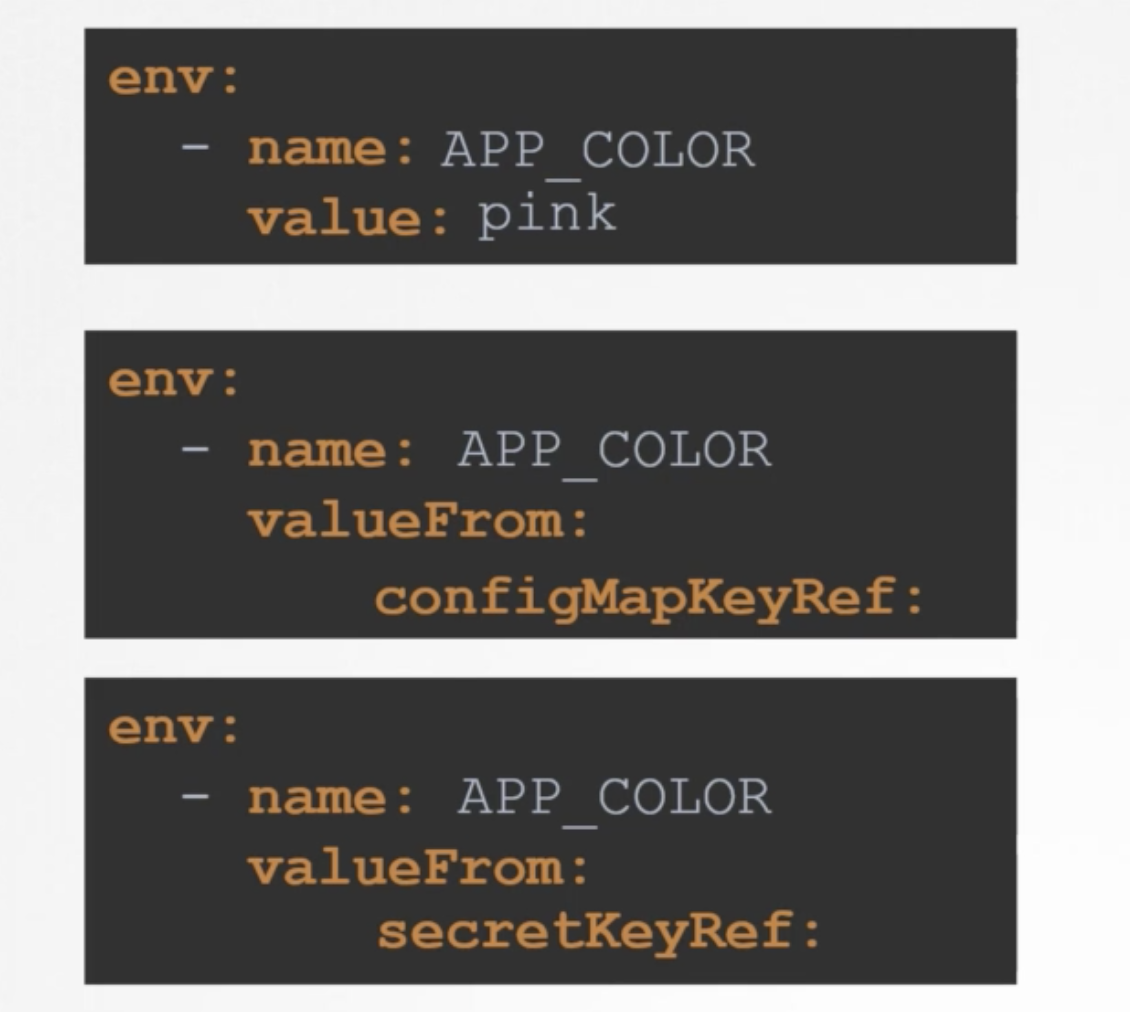 env:
  - name: APP_COLOR
    value: pink
env:
  - name: APP_COLOR
    valueFrom:
        configMapKeyRef:
env:
  - name: APP_COLOR
    valueFrom:
        secretKeyRef: